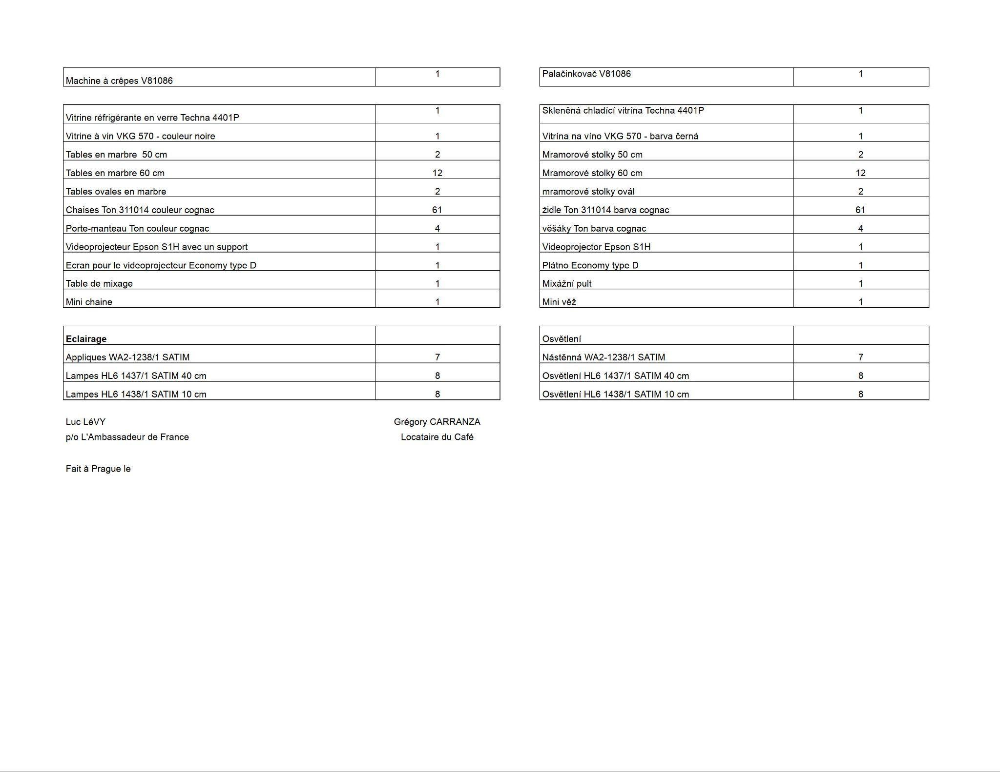 Machine à crêpes V81086 1 Palačinkovač V81086 1
Vitrine réfrigérante en verre Techna 4401P 1 Skleněná chladící vitrína Techna 4401P 1
Vitrine à vin VKG 570 - couleur noire 1 Vitrína na víno VKG 570 - barva černá 1
Tables en marbre  50 cm 2 Mramorové stolky 50 cm 2
Tables en marbre 60 cm 12 Mramorové stolky 60 cm 12
Tables ovales en marbre 2 mramorové stolky ovál 2
Chaises Ton 311014 couleur cognac 61 židle Ton 311014 barva cognac 61
Porte-manteau Ton couleur cognac 4 věšáky Ton barva cognac 4
Videoprojecteur Epson S1H avec un support 1 Videoprojector Epson S1H 1
Ecran pour le videoprojecteur Economy type D 1 Plátno Economy type D 1
Table de mixage 1 Mixážní pult 1
Mini chaine 1 Mini věž 1
Eclairage Osvětlení
Appliques WA2-1238/1 SATIM 7 Nástěnná WA2-1238/1 SATIM 7
Lampes HL6 1437/1 SATIM 40 cm 8 Osvětlení HL6 1437/1 SATIM 40 cm 8
Lampes HL6 1438/1 SATIM 10 cm 8 Osvětlení HL6 1438/1 SATIM 10 cm 8
Luc LéVY Grégory CARRANZA
p/o L'Ambassadeur de France Locataire du Café
Fait à Prague le